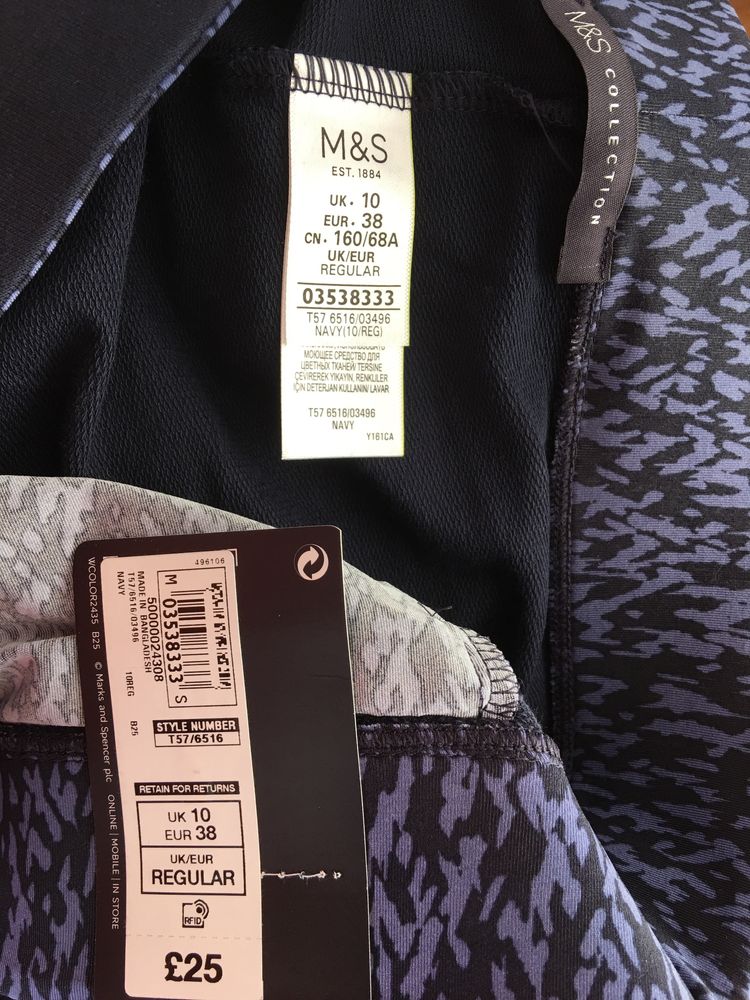 M&S COLLECTION
M&S
EST. 1884
UK• 10
EUR• 38
CN• 160/68A
UK/EUR
REGULAR
03538333
T57 6516/03496
NAVY(10/REG)
МОЮЩЕЕ СРЕДСТВО ДЛЯ
ЦВЕТНЫХ ТКАНЕЙ/ TERSINE
ÇEVIREREK YIKAYIN, RENKLILER
IÇIN DETERJAN KULLANIN/ LAVAR
T57 6516/03496
NAVY
Y161CA
496106
M 03538333 S
50000024308
MADE IN BANGLADESH
T57/6516/03496
NAVY 10REG B25
STYLE NUMBER
T57/6516
RETAIN FOR RETURNS
UK 10
EUR 38
UK/EUR
REGULAR
RFID
£25
WCOLOR2435 B25 © Marks and Spencer plc ONLINE | MOBILE | IN STORE